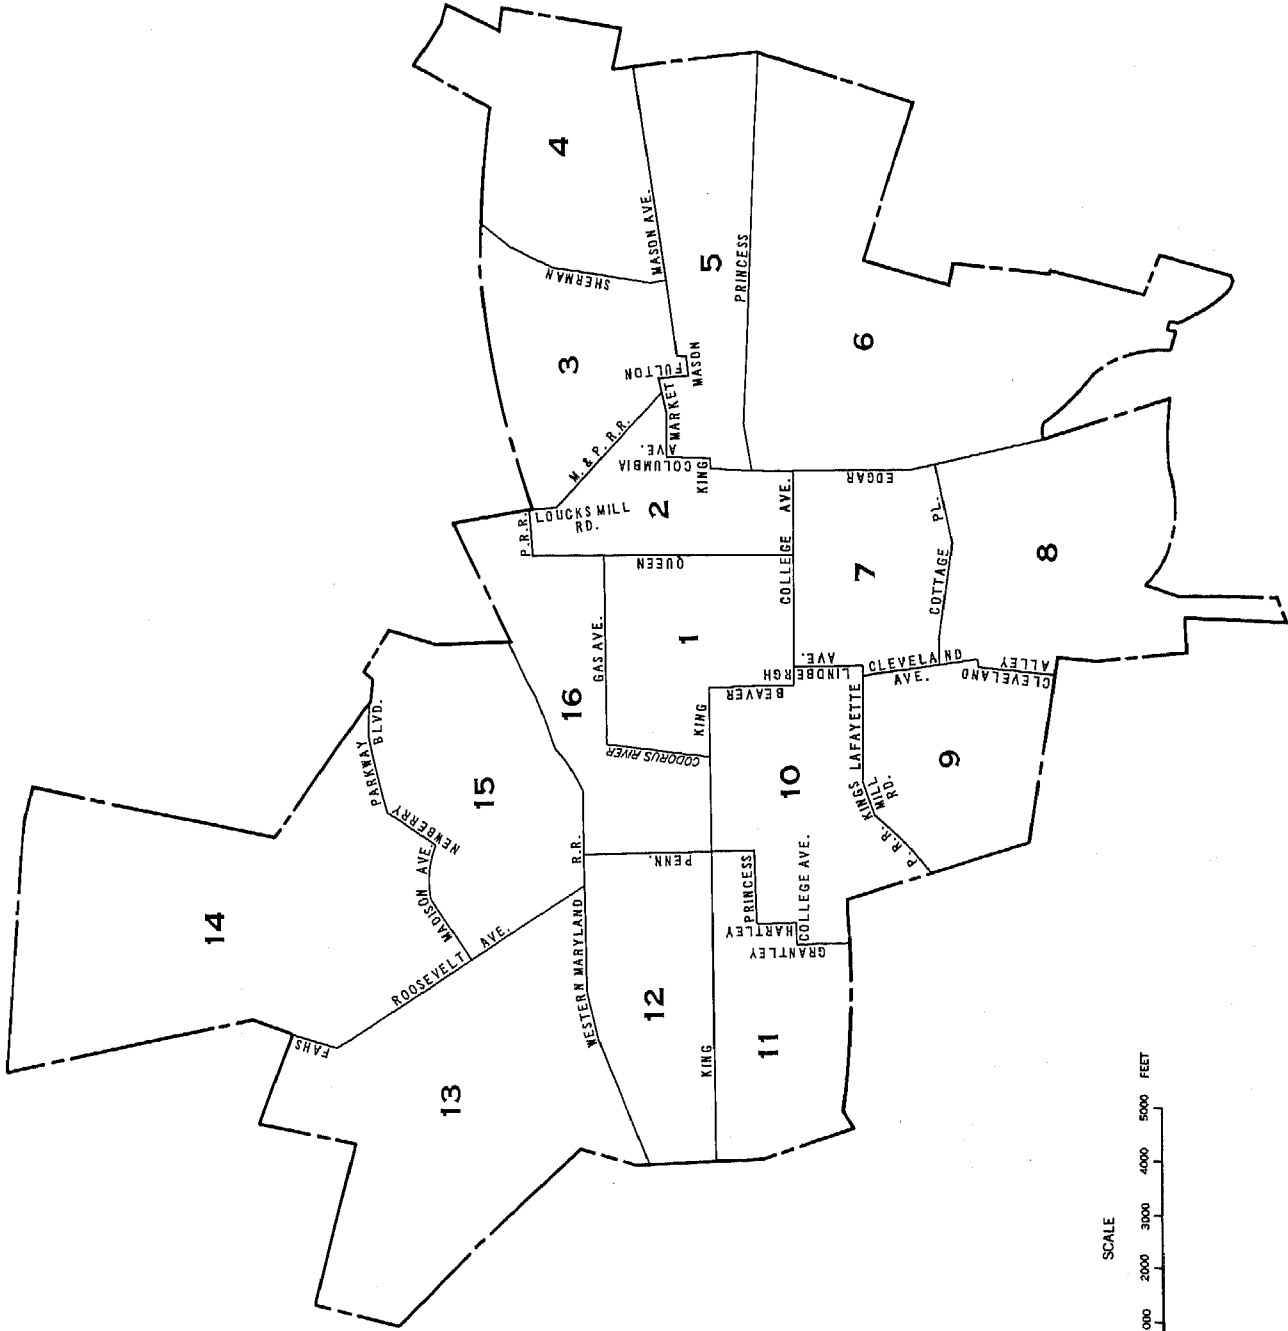 4
SHERMAN
MASON AVE.
5
PRINCESS
3
FULTON
MASON
6
M. & P. R.R.
MARKET
COLUMBIA
AVE.
KING
EDGAR
P.R.R.
LOUCKS MILL
RD.
2
QUEEN
COLLEGE AVE.
7
COTTAGE PL.
8
GAS AVE.
1
16
CODORUS RIVER
KING
BEAVER
LINDBERGH
AVE.
CLEVELAND
AVE.
CLEVELAND
ALLEY
LAFAYETTE
KINGS
MILL
RD.
P.R.R.
9
10
PARKWAY
BLVD.
NEWBERRY
MADISON AVE.
15
14
ROOSEVELT AVE.
FAHS
13
WESTERN MARYLAND R.R.
PENN.
12
KING
PRINCESS
HARTLEY
COLLEGE AVE.
GRANTLEY
11
SCALE
000 2000 3000 4000 5000 FEET